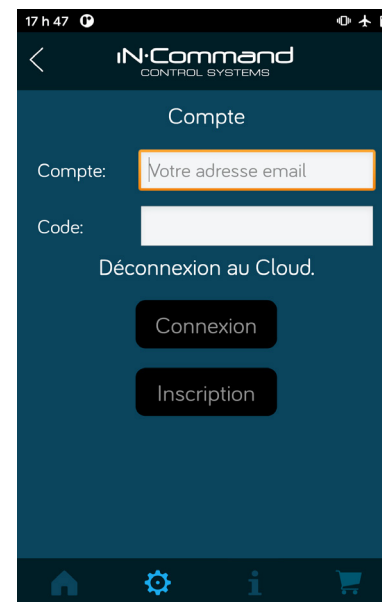 17 h 47
iN·Command
CONTROL SYSTEMS
Compte
Compte: Votre adresse email
Code:
Déconnexion au Cloud.
Connexion
Inscription